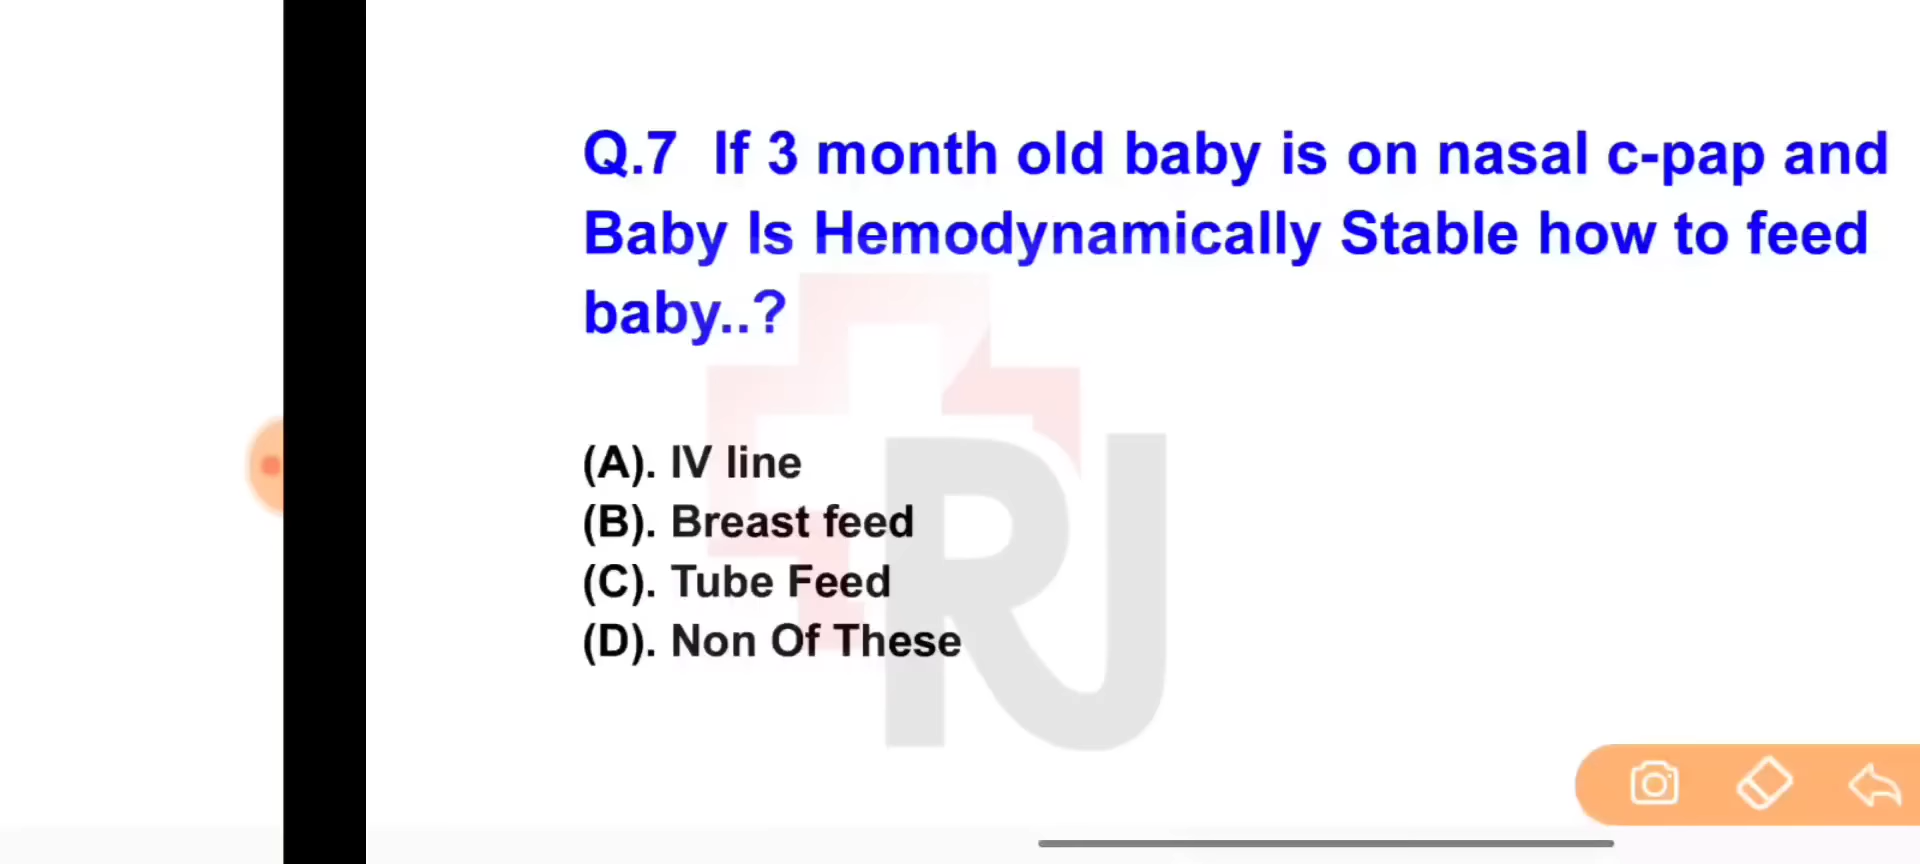 Q.7 If 3 month old baby is on nasal c-pap and
Baby Is Hemodynamically Stable how to feed
baby..?
(A). IV line
(B). Breast feed
(C). Tube Feed
(D). Non Of These
RJ